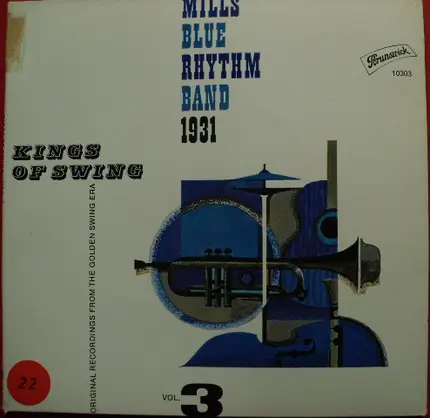 MILLS
BLUE
RHYTHM
BAND
1931
Brunswick
10303
KINGS
OF SWING
ORIGINAL RECORDINGS FROM THE GOLDEN SWING ERA
22
VOL. 3